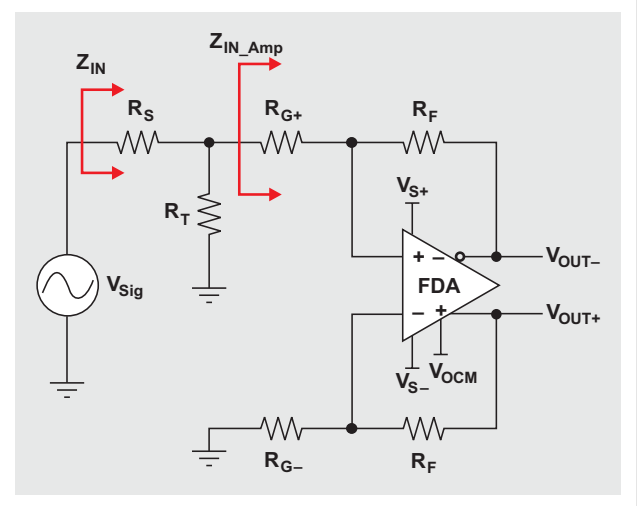 Z_IN
Z_IN_Amp
R_S
R_G+
R_F
R_T
V_S+
+ −
V_OUT−
FDA
V_Sig
− +
V_OUT+
V_S−
V_OCM
R_G−
R_F